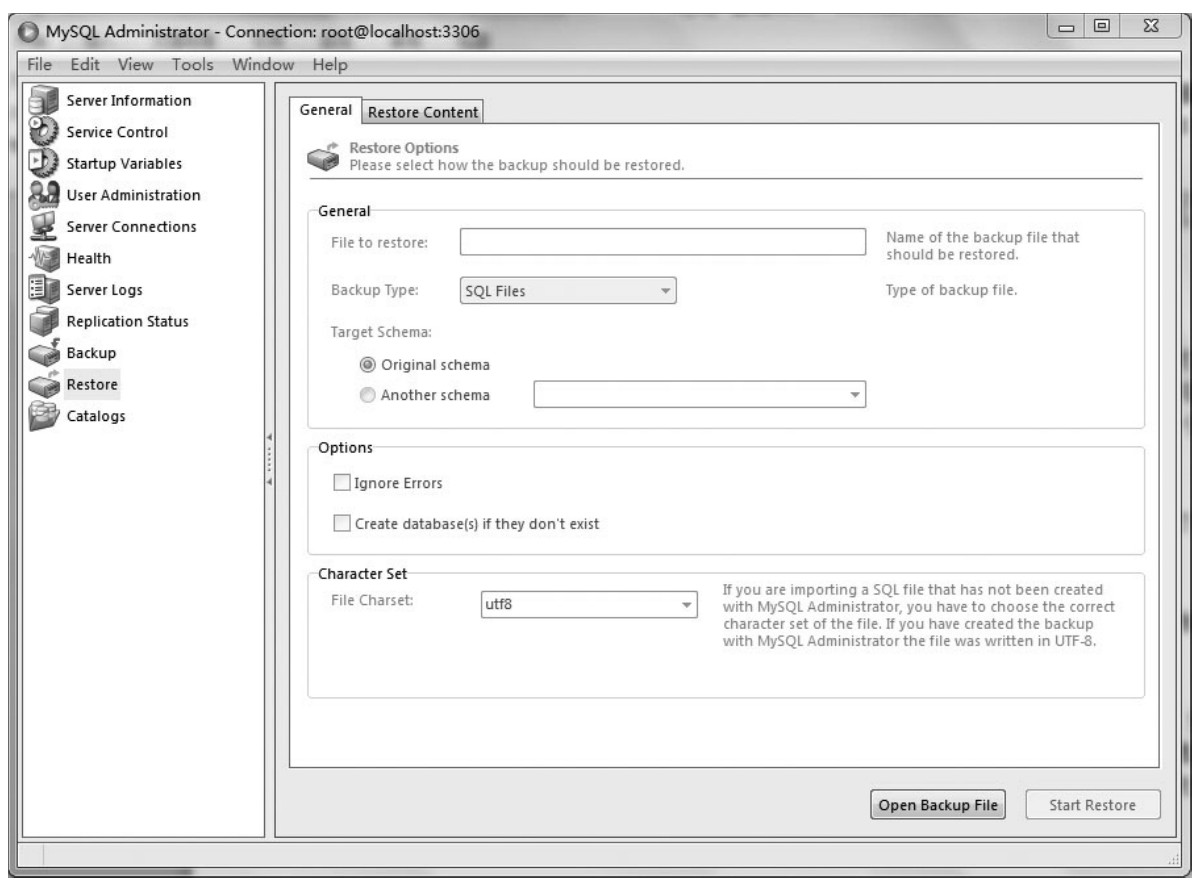 MySQL Administrator - Connection: root@localhost:3306
File Edit View Tools Window Help
Server Information
Service Control
Startup Variables
User Administration
Server Connections
Health
Server Logs
Replication Status
Backup
Restore
Catalogs
General Restore Content
Restore Options
Please select how the backup should be restored.
General
File to restore:
Name of the backup file that
should be restored.
Backup Type: SQL Files Type of backup file.
Target Schema:
Original schema
Another schema
Options
Ignore Errors
Create database(s) if they don't exist
Character Set
File Charset: utf8
If you are importing a SQL file that has not been created
with MySQL Administrator, you have to choose the correct
character set of the file. If you have created the backup
with MySQL Administrator the file was written in UTF-8.
Open Backup File Start Restore